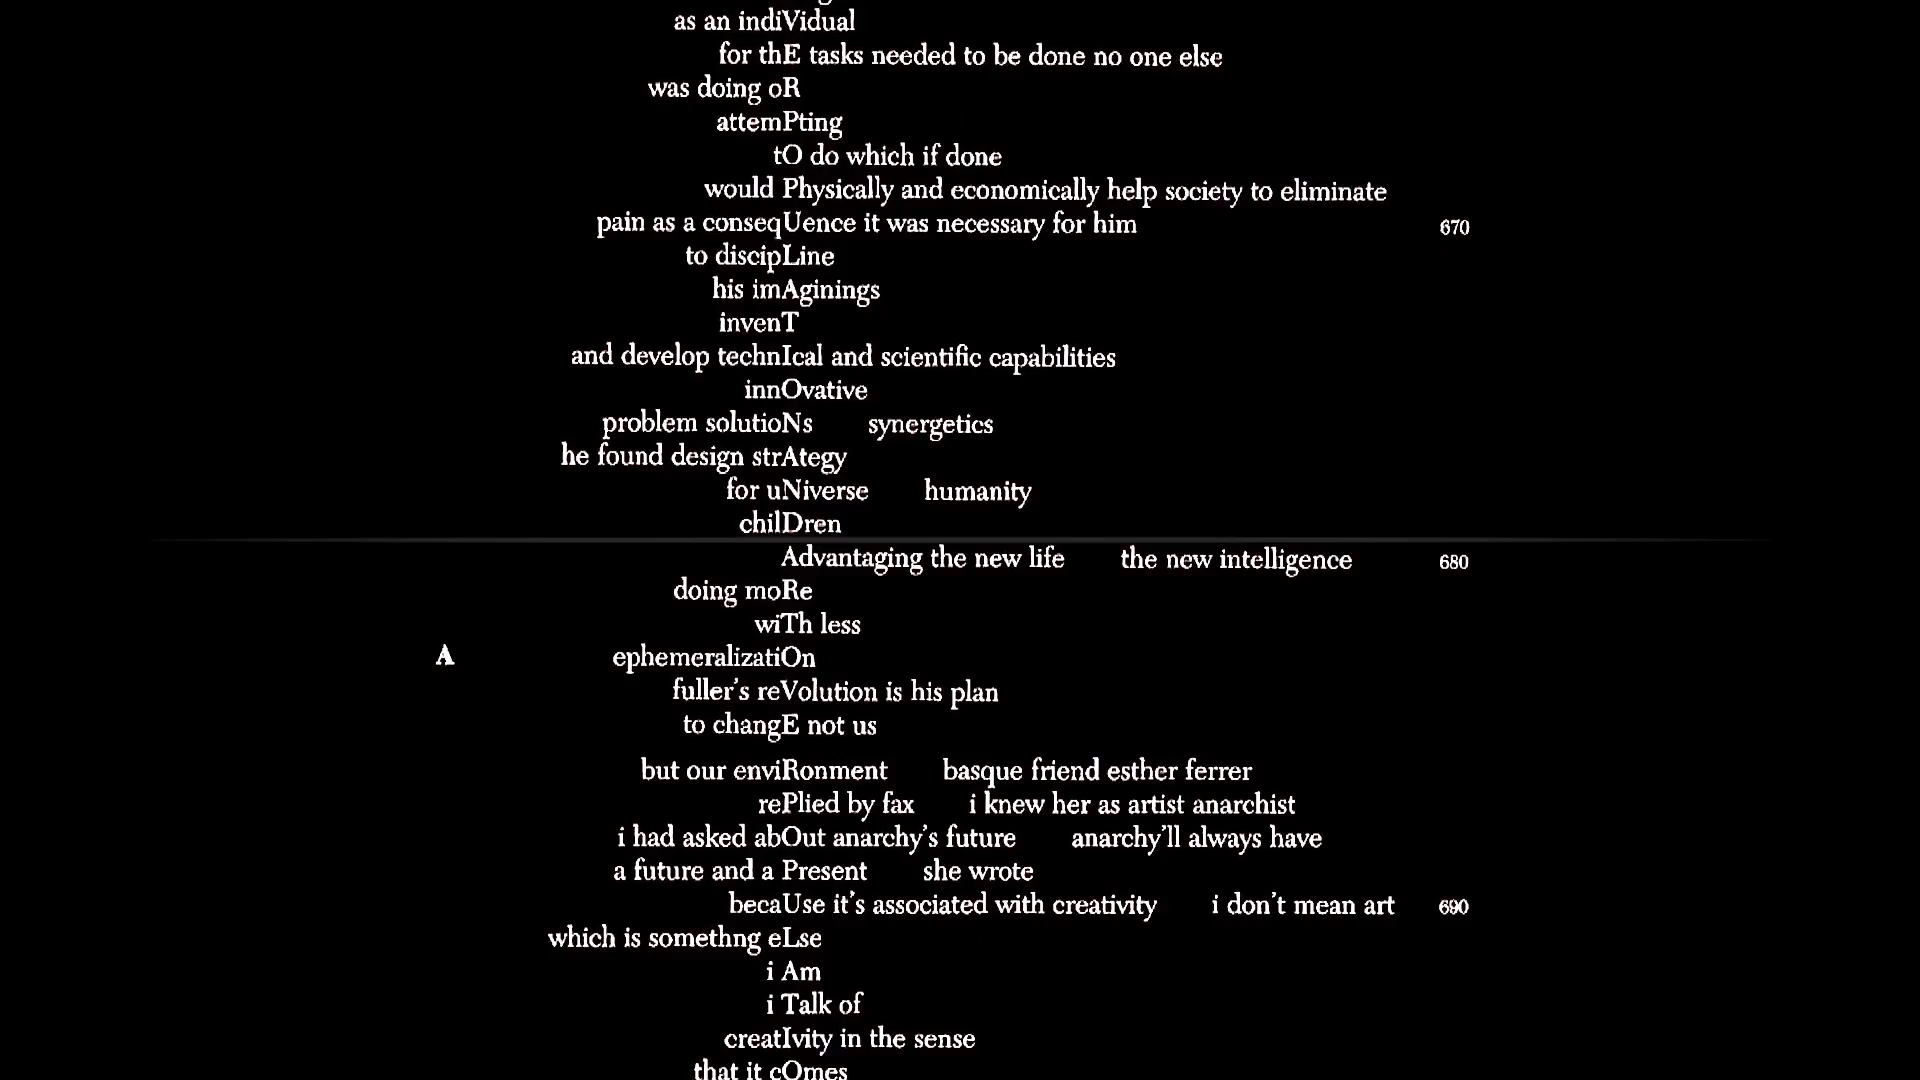 as an indiVidual
for thE tasks needed to be done no one else
was doing oR
attemPting
tO do which if done
would Physically and economically help society to eliminate
pain as a conseqUence it was necessary for him 670
to discipLine
his imAginings
invenT
and develop technIcal and scientific capabilities
innOvative
problem solutioNs synergetics
he found design strAtegy
for uNiverse humanity
chilDren
Advantaging the new life the new intelligence 680
doing moRe
wiTh less
A ephemeralizatiOn
fuller's reVolution is his plan
to changE not us
but our enviRonment basque friend esther ferrer
rePlied by fax i knew her as artist anarchist
i had asked abOut anarchy's future anarchy'll always have
a future and a Present she wrote
becaUse it's associated with creativity i don't mean art 690
which is somethng eLse
i Am
i Talk of
creatIvity in the sense
that it cOmes